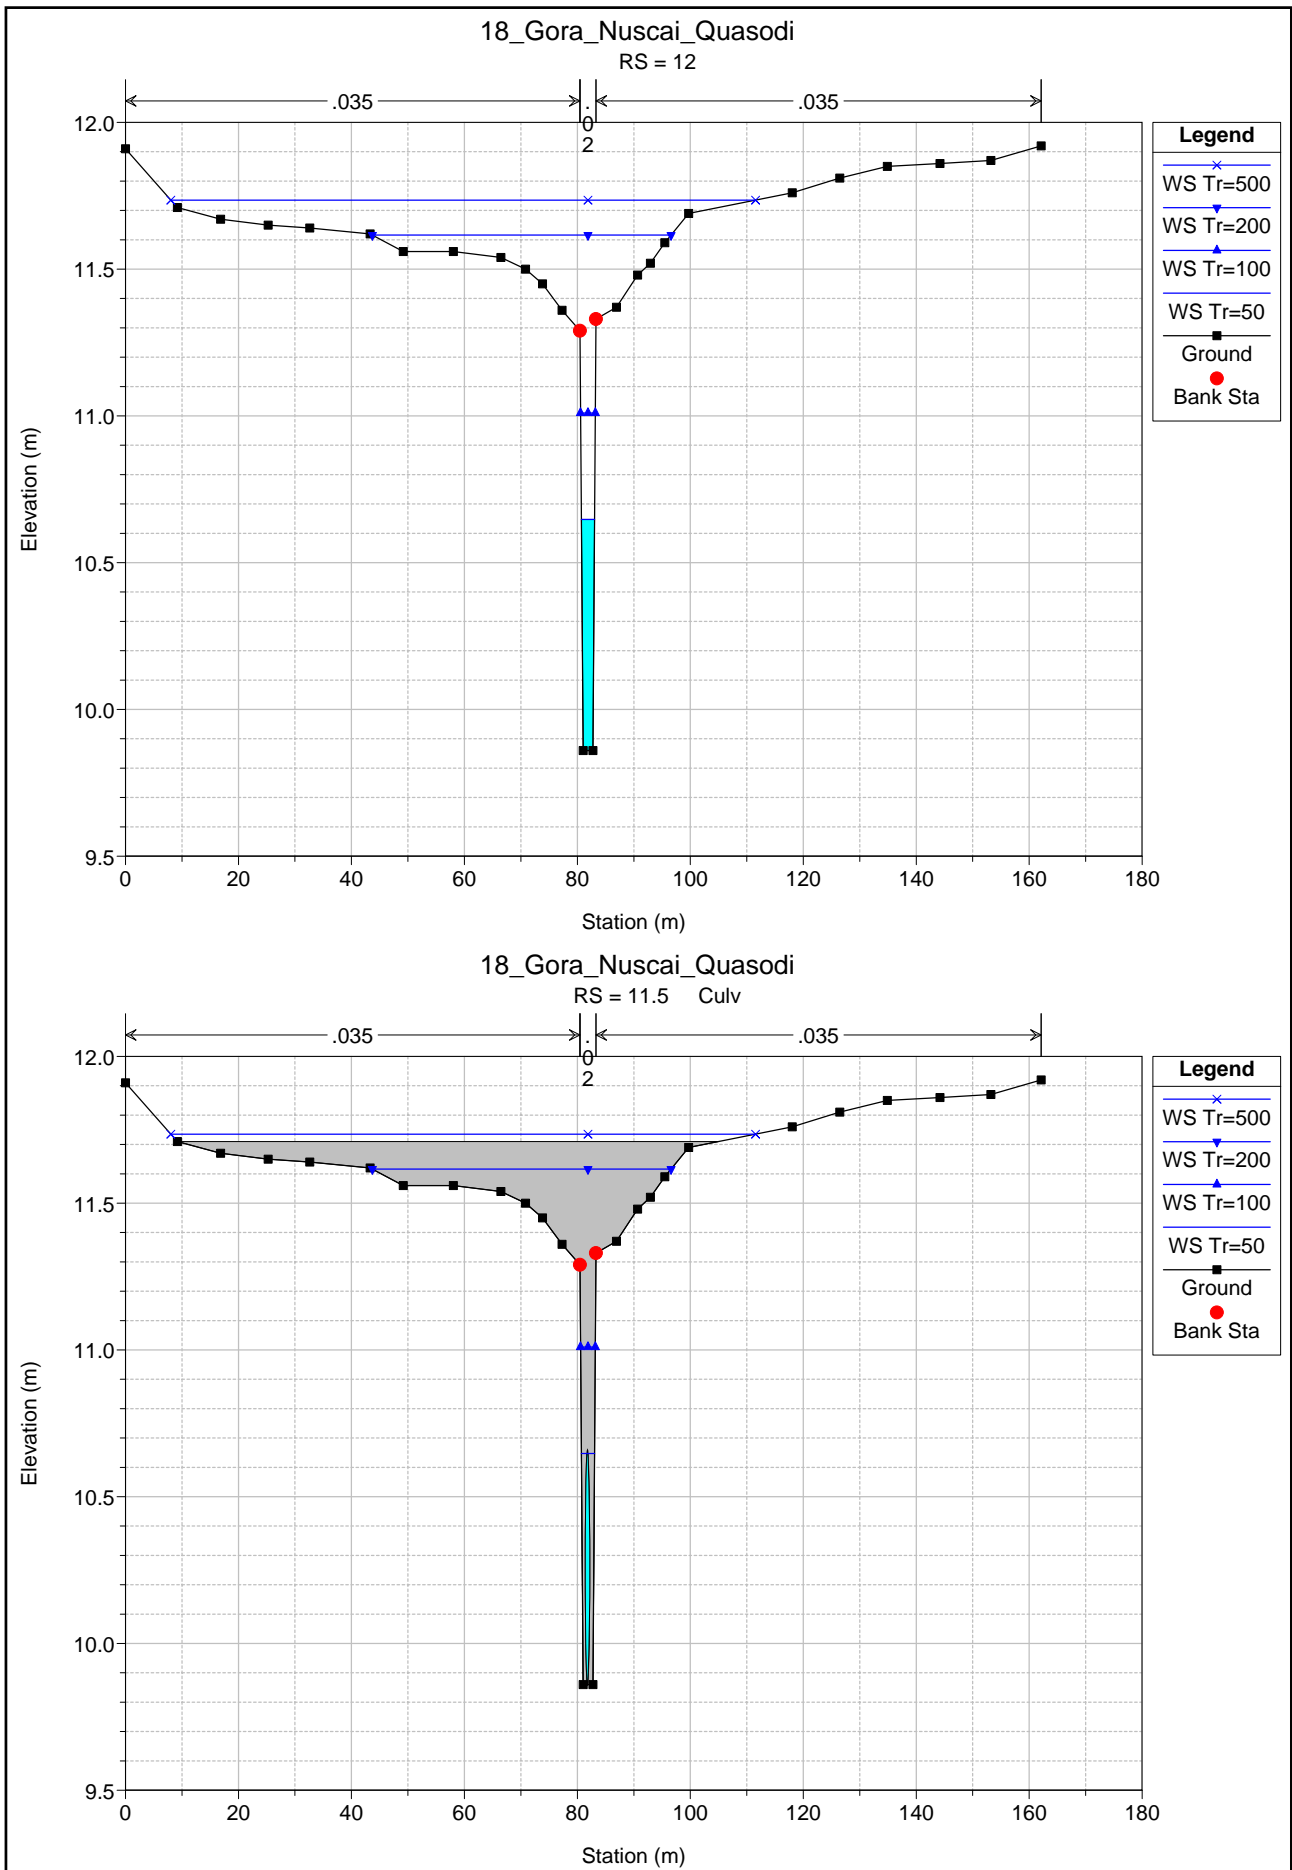 18_Gora_Nuscai_Quasodi
RS = 12
.035
.02
.035
Legend
WS Tr=500
WS Tr=200
WS Tr=100
WS Tr=50
Ground
Bank Sta
12.0
11.5
11.0
10.5
10.0
9.5
Elevation (m)
0 20 40 60 80 100 120 140 160 180
Station (m)
18_Gora_Nuscai_Quasodi
RS = 11.5 Culv
.035
.02
.035
Legend
WS Tr=500
WS Tr=200
WS Tr=100
WS Tr=50
Ground
Bank Sta
12.0
11.5
11.0
10.5
10.0
9.5
Elevation (m)
0 20 40 60 80 100 120 140 160 180
Station (m)